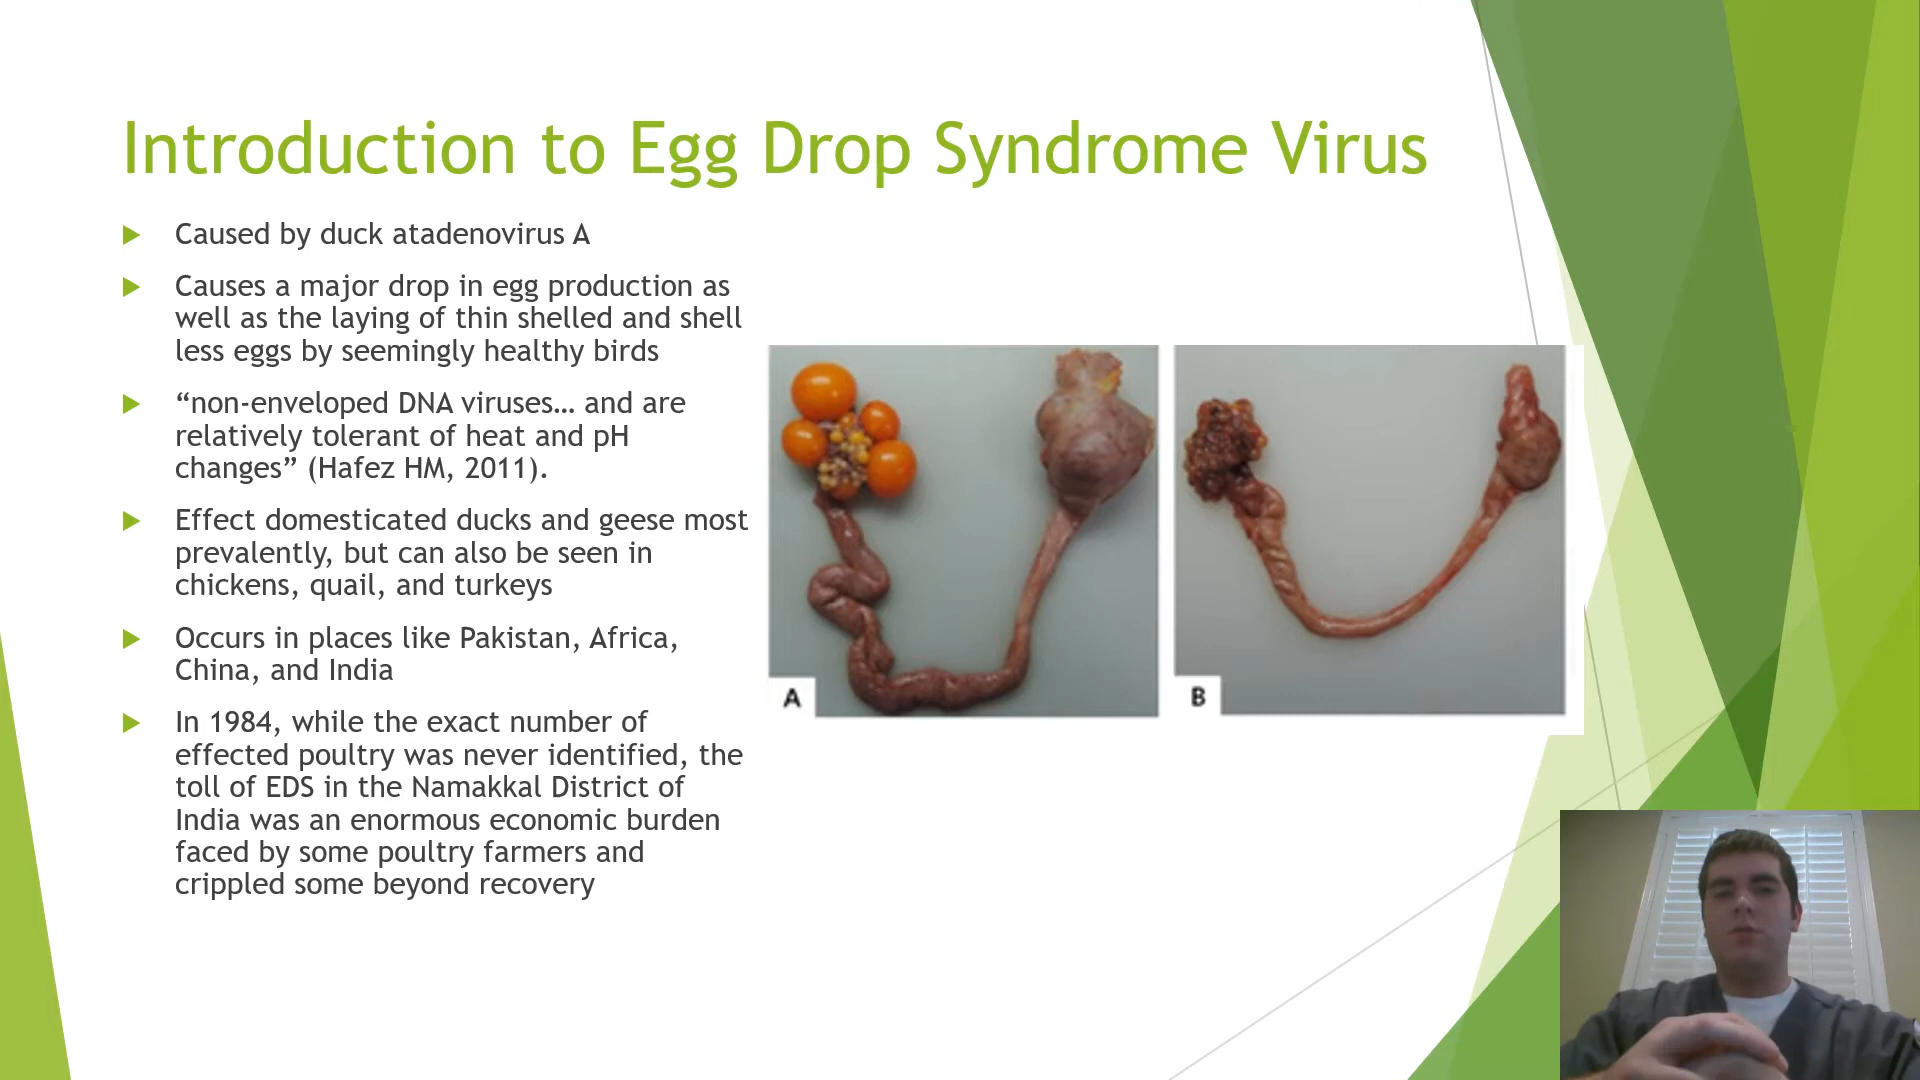 Introduction to Egg Drop Syndrome Virus
Caused by duck atadenovirus A
Causes a major drop in egg production as
well as the laying of thin shelled and shell
less eggs by seemingly healthy birds
“non-enveloped DNA viruses… and are
relatively tolerant of heat and pH
changes” (Hafez HM, 2011).
Effect domesticated ducks and geese most
prevalently, but can also be seen in
chickens, quail, and turkeys
Occurs in places like Pakistan, Africa,
China, and India
In 1984, while the exact number of
effected poultry was never identified, the
toll of EDS in the Namakkal District of
India was an enormous economic burden
faced by some poultry farmers and
crippled some beyond recovery
A
B